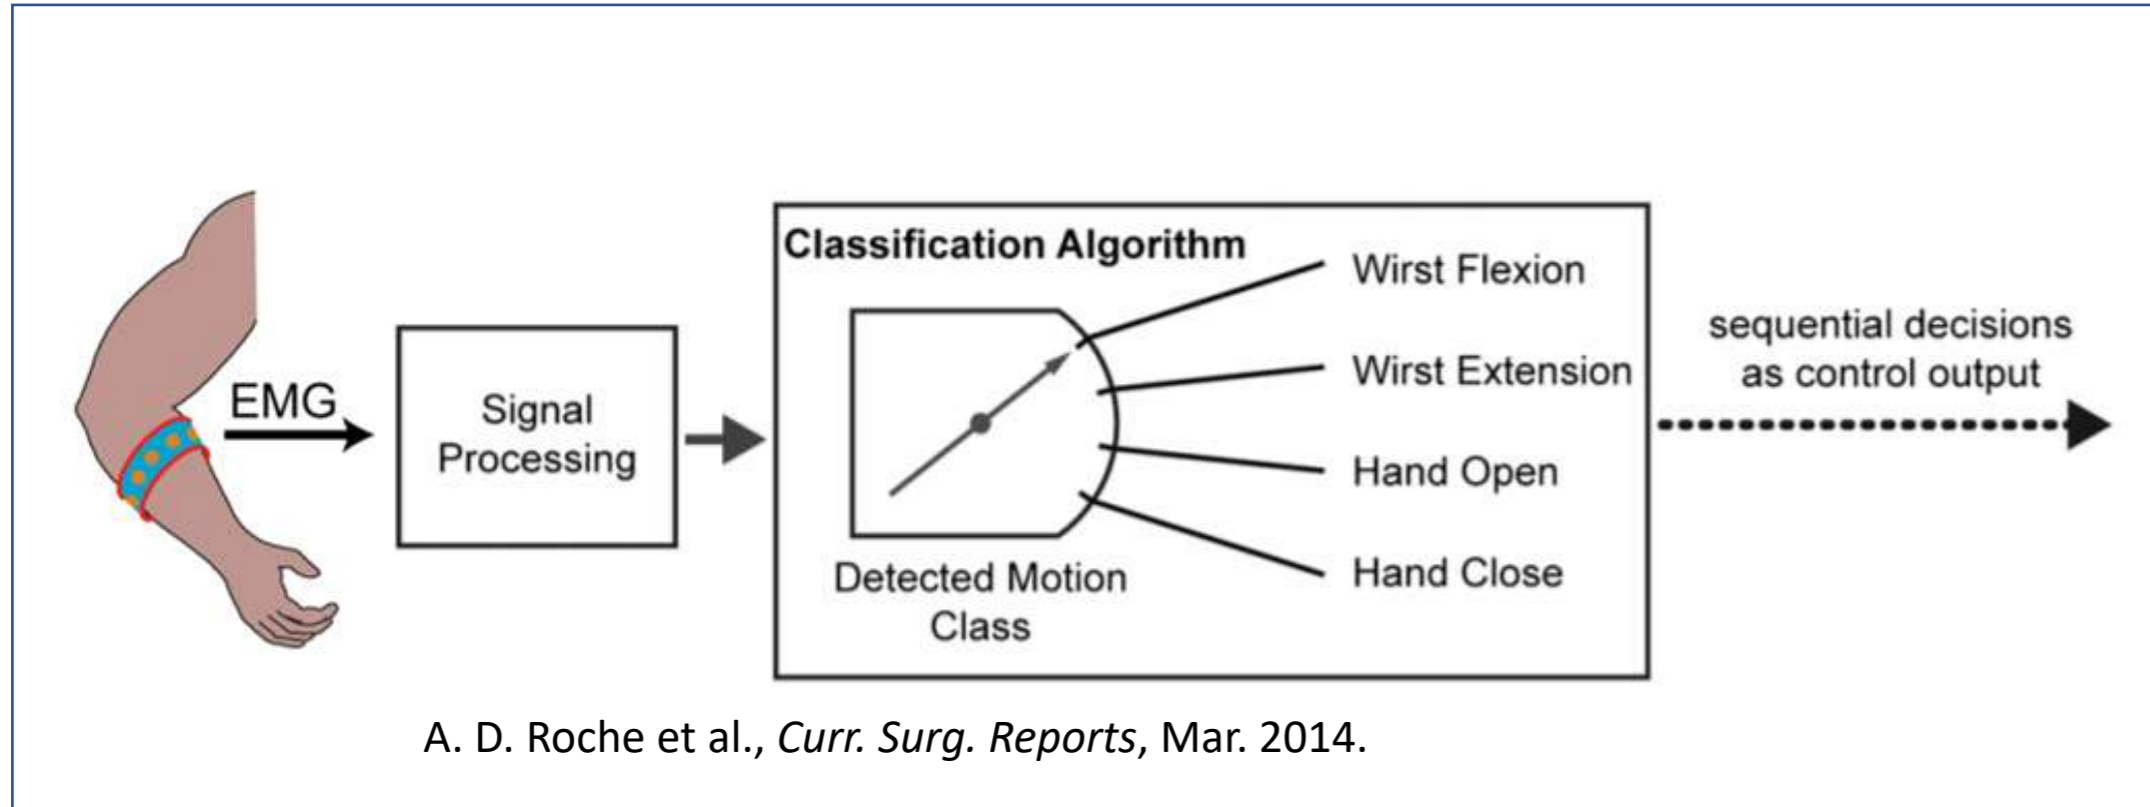 EMG
Signal
Processing
Classification Algorithm
Detected Motion
Class
Wirst Flexion
Wirst Extension
Hand Open
Hand Close
sequential decisions
as control output
A. D. Roche et al., Curr. Surg. Reports, Mar. 2014.